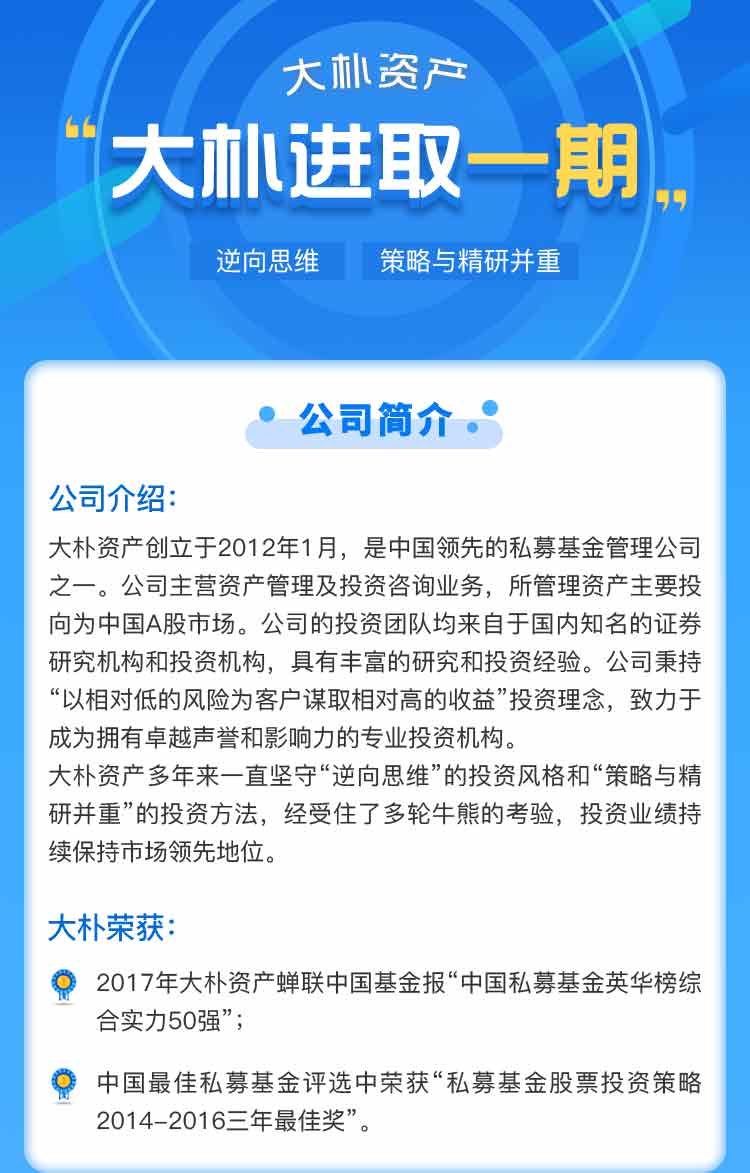 大朴资产
“大朴进取一期”
逆向思维 策略与精研并重
公司简介
公司介绍：
大朴资产创立于2012年1月，是中国领先的私募基金管理公司
之一。公司主营资产管理及投资咨询业务，所管理资产主要投
向为中国A股市场。公司的投资团队均来自于国内知名的证券
研究机构和投资机构，具有丰富的研究和投资经验。公司秉持
“以相对低的风险为客户谋取相对高的收益”投资理念，致力于
成为拥有卓越声誉和影响力的专业投资机构。
大朴资产多年来一直坚守“逆向思维”的投资风格和“策略与精
研并重”的投资方法，经受住了多轮牛熊的考验，投资业绩持
续保持市场领先地位。
大朴荣获：
2017年大朴资产蝉联中国基金报“中国私募基金英华榜综
合实力50强”；
中国最佳私募基金评选中荣获“私募基金股票投资策略
2014-2016三年最佳奖”。